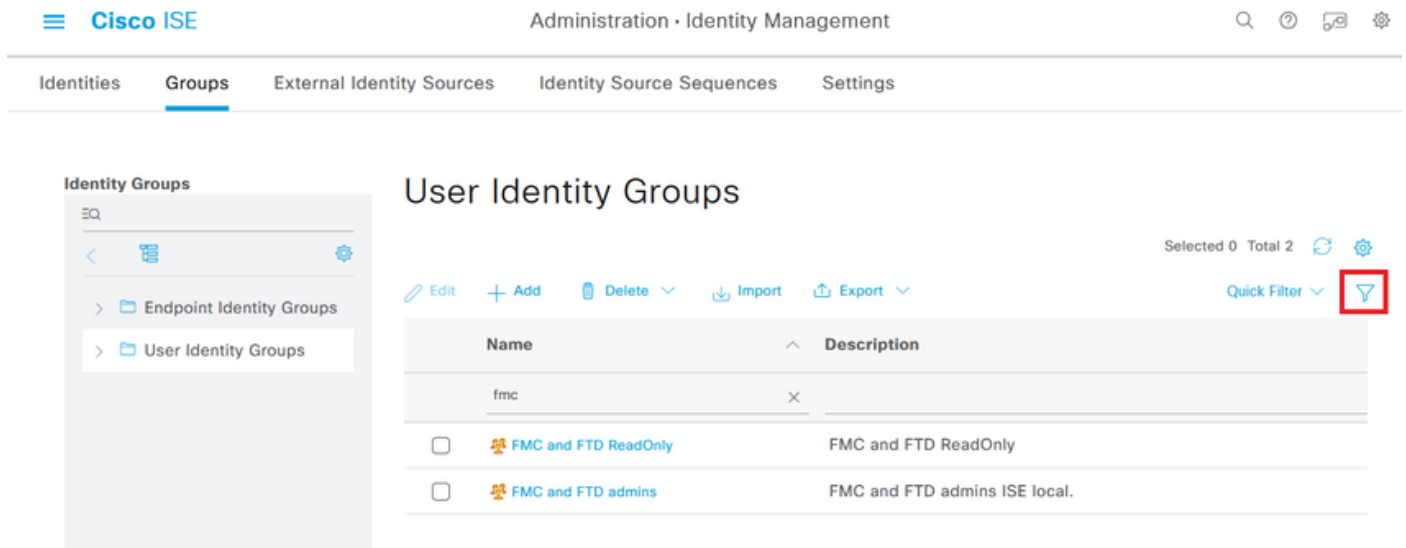 Cisco ISE
Administration · Identity Management
Identities Groups External Identity Sources Identity Source Sequences Settings
Identity Groups
Endpoint Identity Groups
User Identity Groups
User Identity Groups
Selected 0 Total 2
Edit Add Delete Import Export Quick Filter
Name Description
fmc
FMC and FTD ReadOnly FMC and FTD ReadOnly
FMC and FTD admins FMC and FTD admins ISE local.